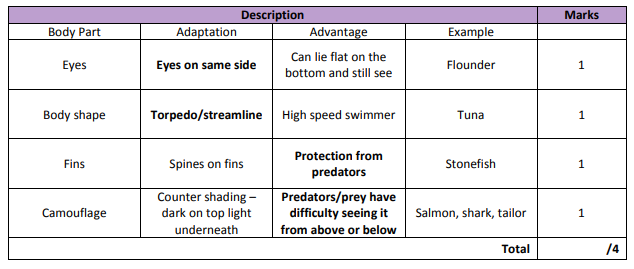 Description Marks
Body Part Adaptation Advantage Example
Eyes Eyes on same side Can lie flat on the bottom and still see Flounder 1
Body shape Torpedo/streamline High speed swimmer Tuna 1
Fins Spines on fins Protection from predators Stonefish 1
Camouflage Counter shading – dark on top light underneath Predators/prey have difficulty seeing it from above or below Salmon, shark, tailor 1
Total /4